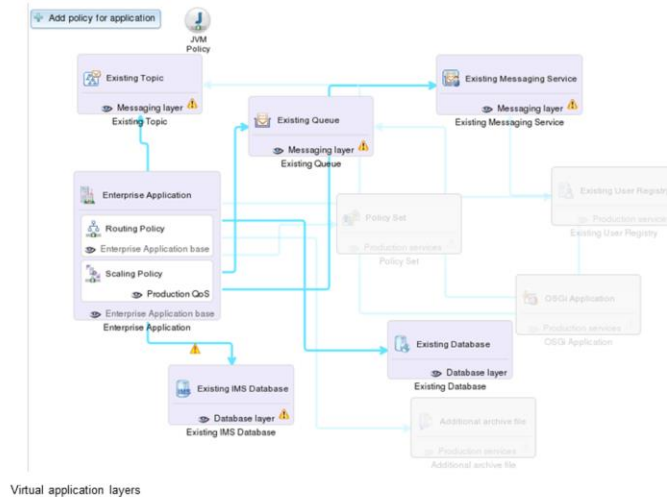 Add policy for application
JVM
Policy
Existing Topic
Messaging layer
Existing Topic
Existing Messaging Service
Messaging layer
Existing Messaging Service
Existing Queue
Messaging layer
Existing Queue
Enterprise Application
Routing Policy
Enterprise Application base
Scaling Policy
Production QoS
Enterprise Application base
Enterprise Application
Policy Set
Production services
Policy Set
Existing User Registry
Production services
Existing User Registry
OSGi Application
Production services
OSGi Application
Existing Database
Database layer
Existing Database
IMS
Existing IMS Database
Database layer
Existing IMS Database
Additional archive file
Production services
Additional archive file
Virtual application layers